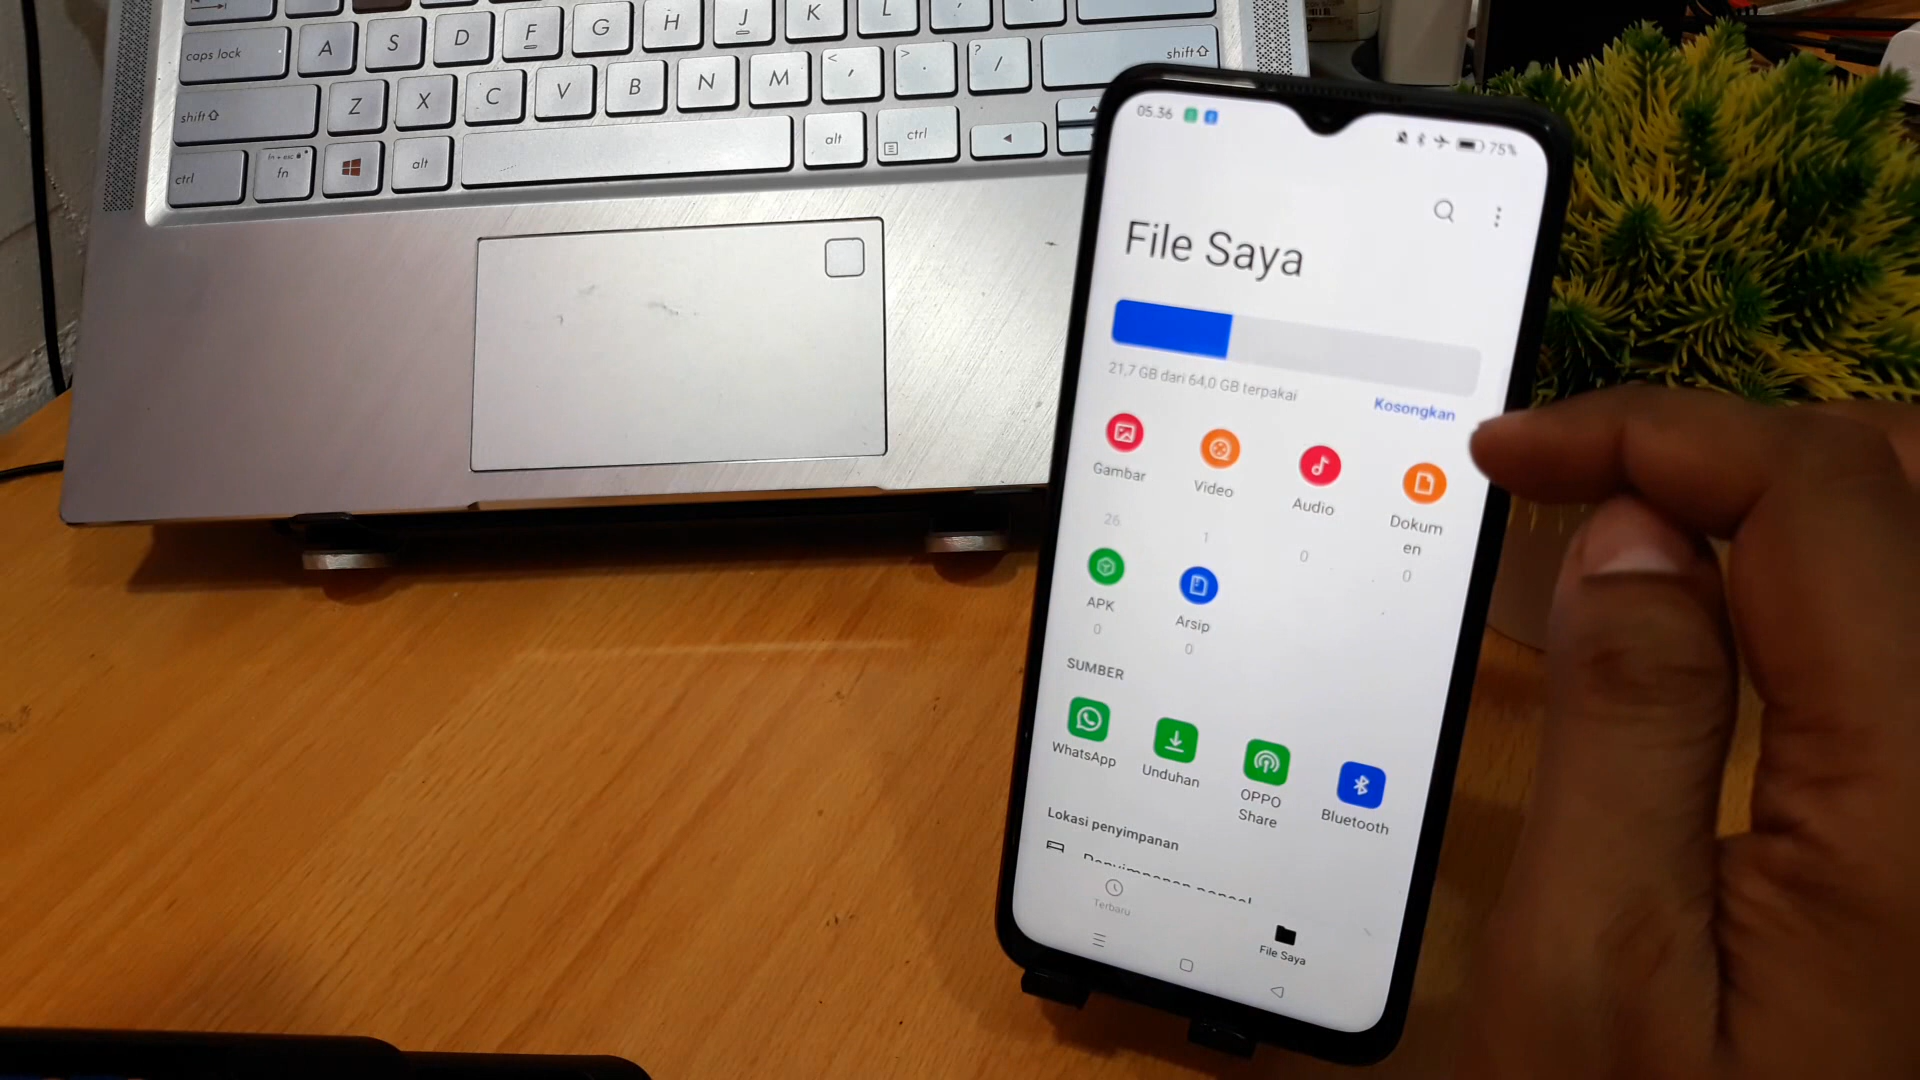 caps lock A S D F G H J K L
shift Z X C V B N M < , > . ? / shift
ctrl fn + esc fn alt alt ctrl
05.36
75%
File Saya
21,7 GB dari 64,0 GB terpakai
Kosongkan
Gambar Video Audio Dokum
en
26 1 0 0
APK Arsip
0 0
SUMBER
WhatsApp Unduhan OPPO
Share Bluetooth
Lokasi penyimpanan
Terbaru File Saya